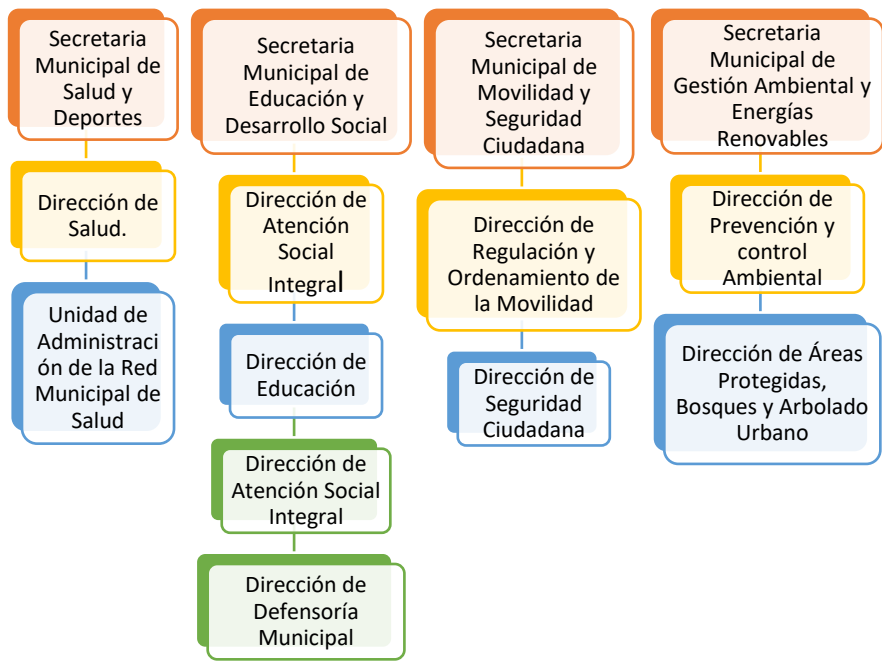 Secretaria
Municipal de
Salud y
Deportes
Dirección de
Salud.
Unidad de
Administraci
ón de la Red
Municipal de
Salud
Secretaria
Municipal de
Educación y
Desarrollo Social
Dirección de
Atención
Social
Integral
Dirección de
Educación
Dirección de
Atención Social
Integral
Dirección de
Defensoría
Municipal
Secretaria
Municipal de
Movilidad y
Seguridad
Ciudadana
Dirección de
Regulación y
Ordenamiento de
la Movilidad
Dirección de
Seguridad
Ciudadana
Secretaria
Municipal de
Gestión Ambiental y
Energías
Renovables
Dirección de
Prevención y
control
Ambiental
Dirección de Áreas
Protegidas,
Bosques y Arbolado
Urbano